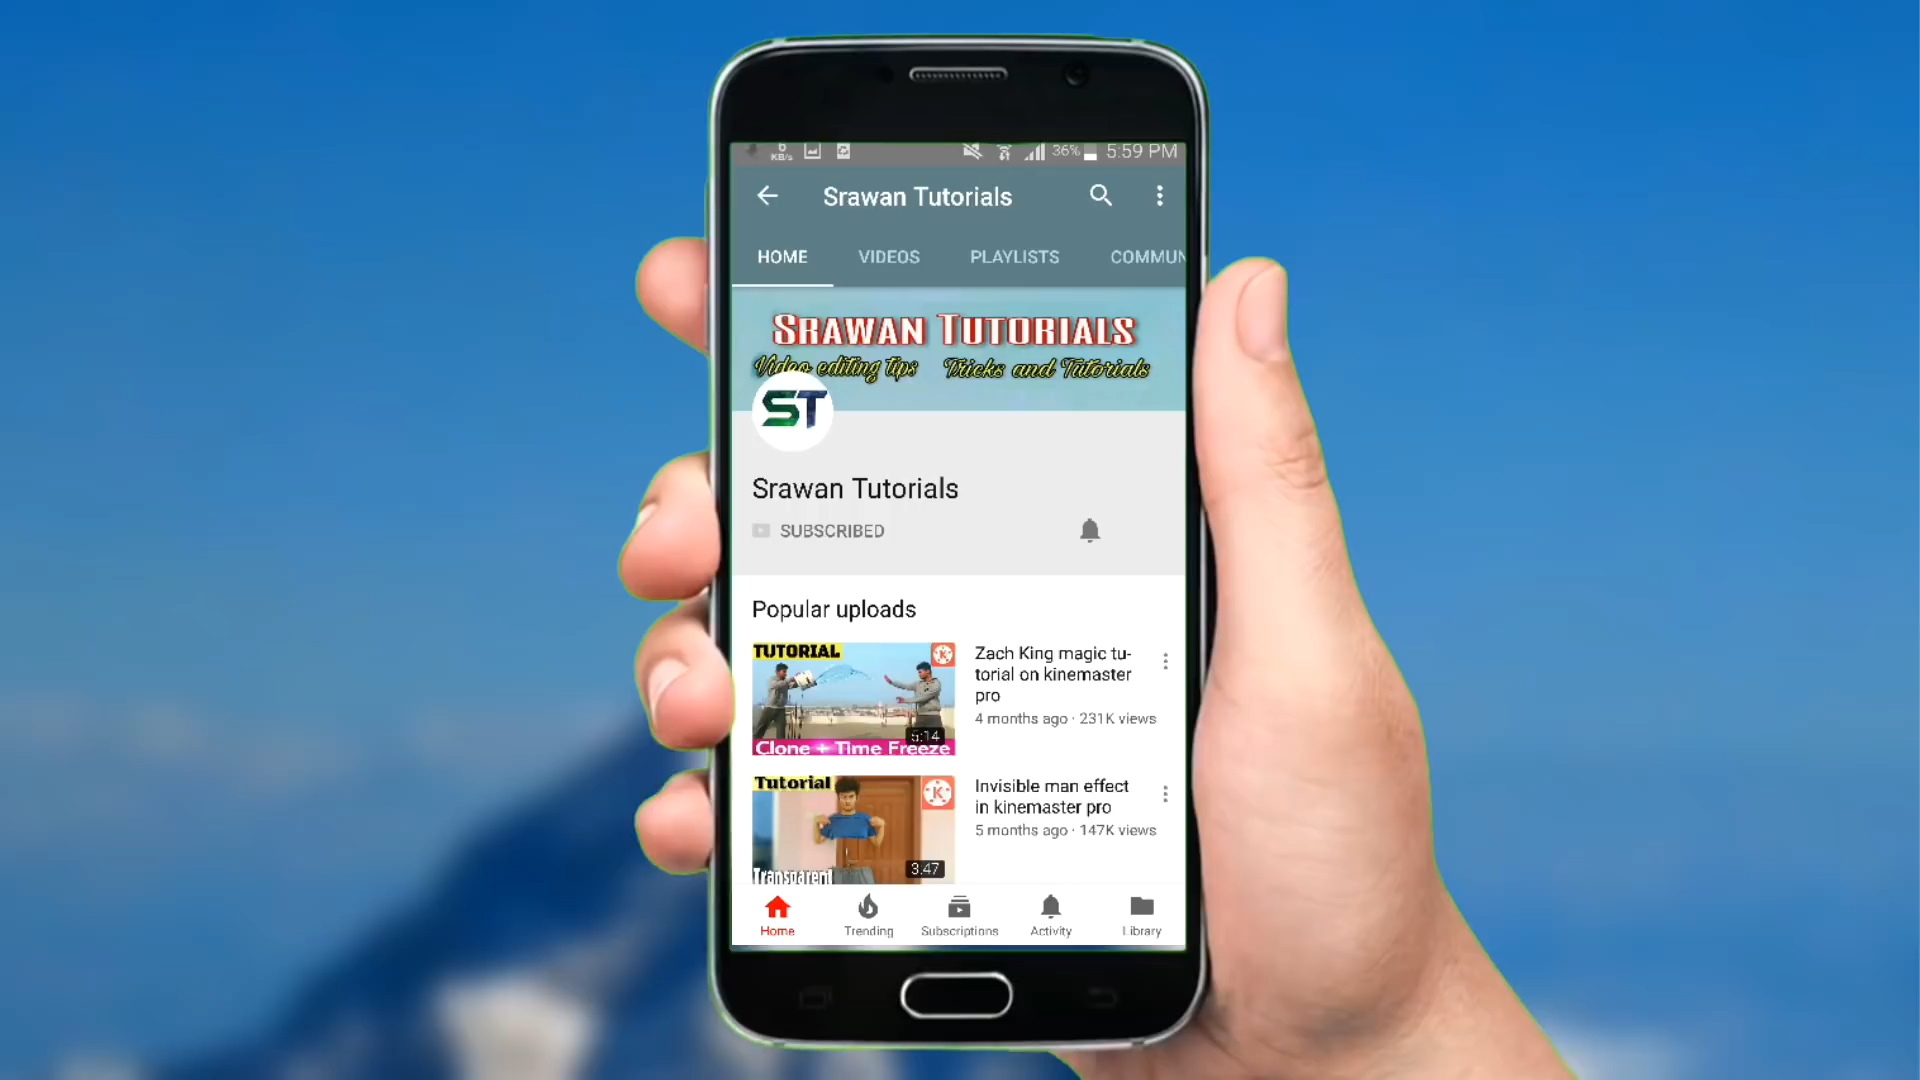 0
KB/s
36% 5:59 PM
Srawan Tutorials
HOME VIDEOS PLAYLISTS COMMUN
SRAWAN TUTORIALS
Video editing tips Tricks and Tutorials
ST
Srawan Tutorials
SUBSCRIBED
Popular uploads
TUTORIAL
K
5:14
Clone + Time Freeze
Zach King magic tu-
torial on kinemaster
pro
4 months ago · 231K views
Tutorial
K
3:47
Transparent
Invisible man effect
in kinemaster pro
5 months ago · 147K views
Home Trending Subscriptions Activity Library